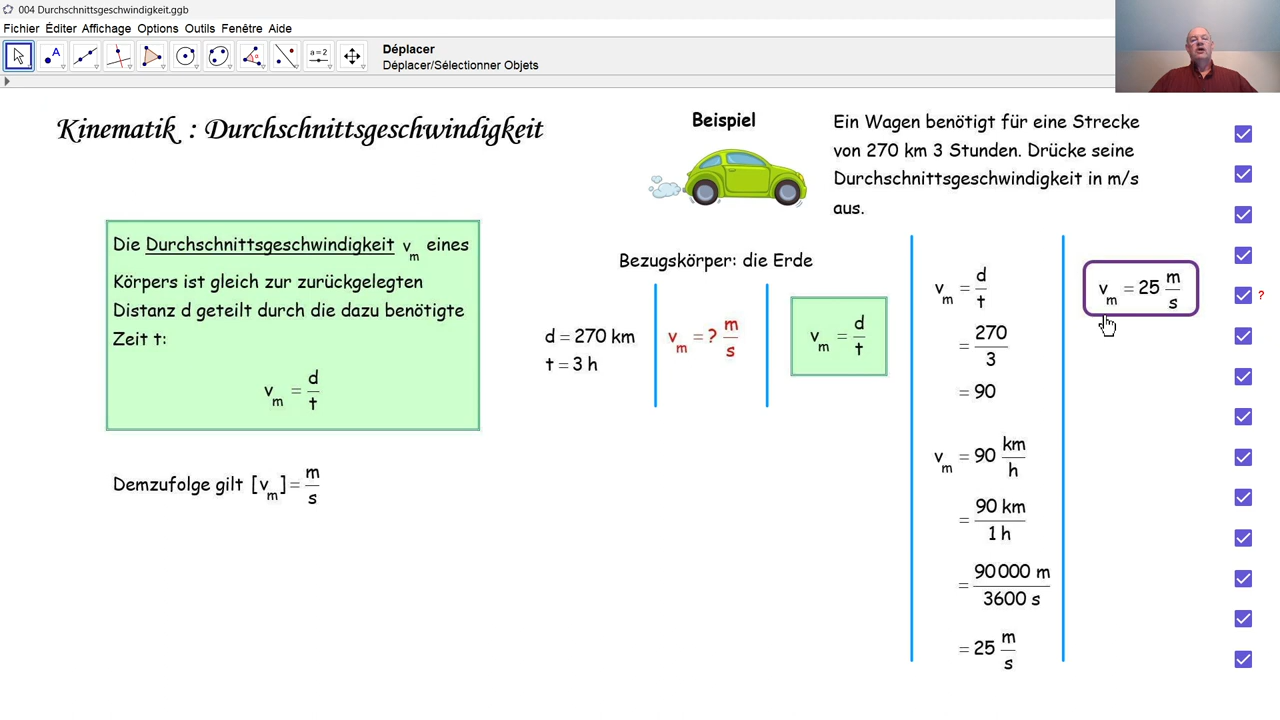 004 Durchschnittsgeschwindigkeit.ggb
Fichier Éditer Affichage Options Outils Fenêtre Aide
A
a=2
Déplacer
Déplacer/Sélectionner Objets
Kinematik : Durchschnittsgeschwindigkeit
Die Durchschnittsgeschwindigkeit v_m eines
Körpers ist gleich zur zurückgelegten
Distanz d geteilt durch die dazu benötigte
Zeit t:
v_m = d/t
Demzufolge gilt [v_m] = m/s
Beispiel
Ein Wagen benötigt für eine Strecke
von 270 km 3 Stunden. Drücke seine
Durchschnittsgeschwindigkeit in m/s
aus.
Bezugskörper: die Erde
d = 270 km
t = 3 h
v_m = ? m/s
v_m = d/t
v_m = d/t
= 270/3
= 90
v_m = 90 km/h
= 90 km/1 h
= 90 000 m/3600 s
= 25 m/s
v_m = 25 m/s
?